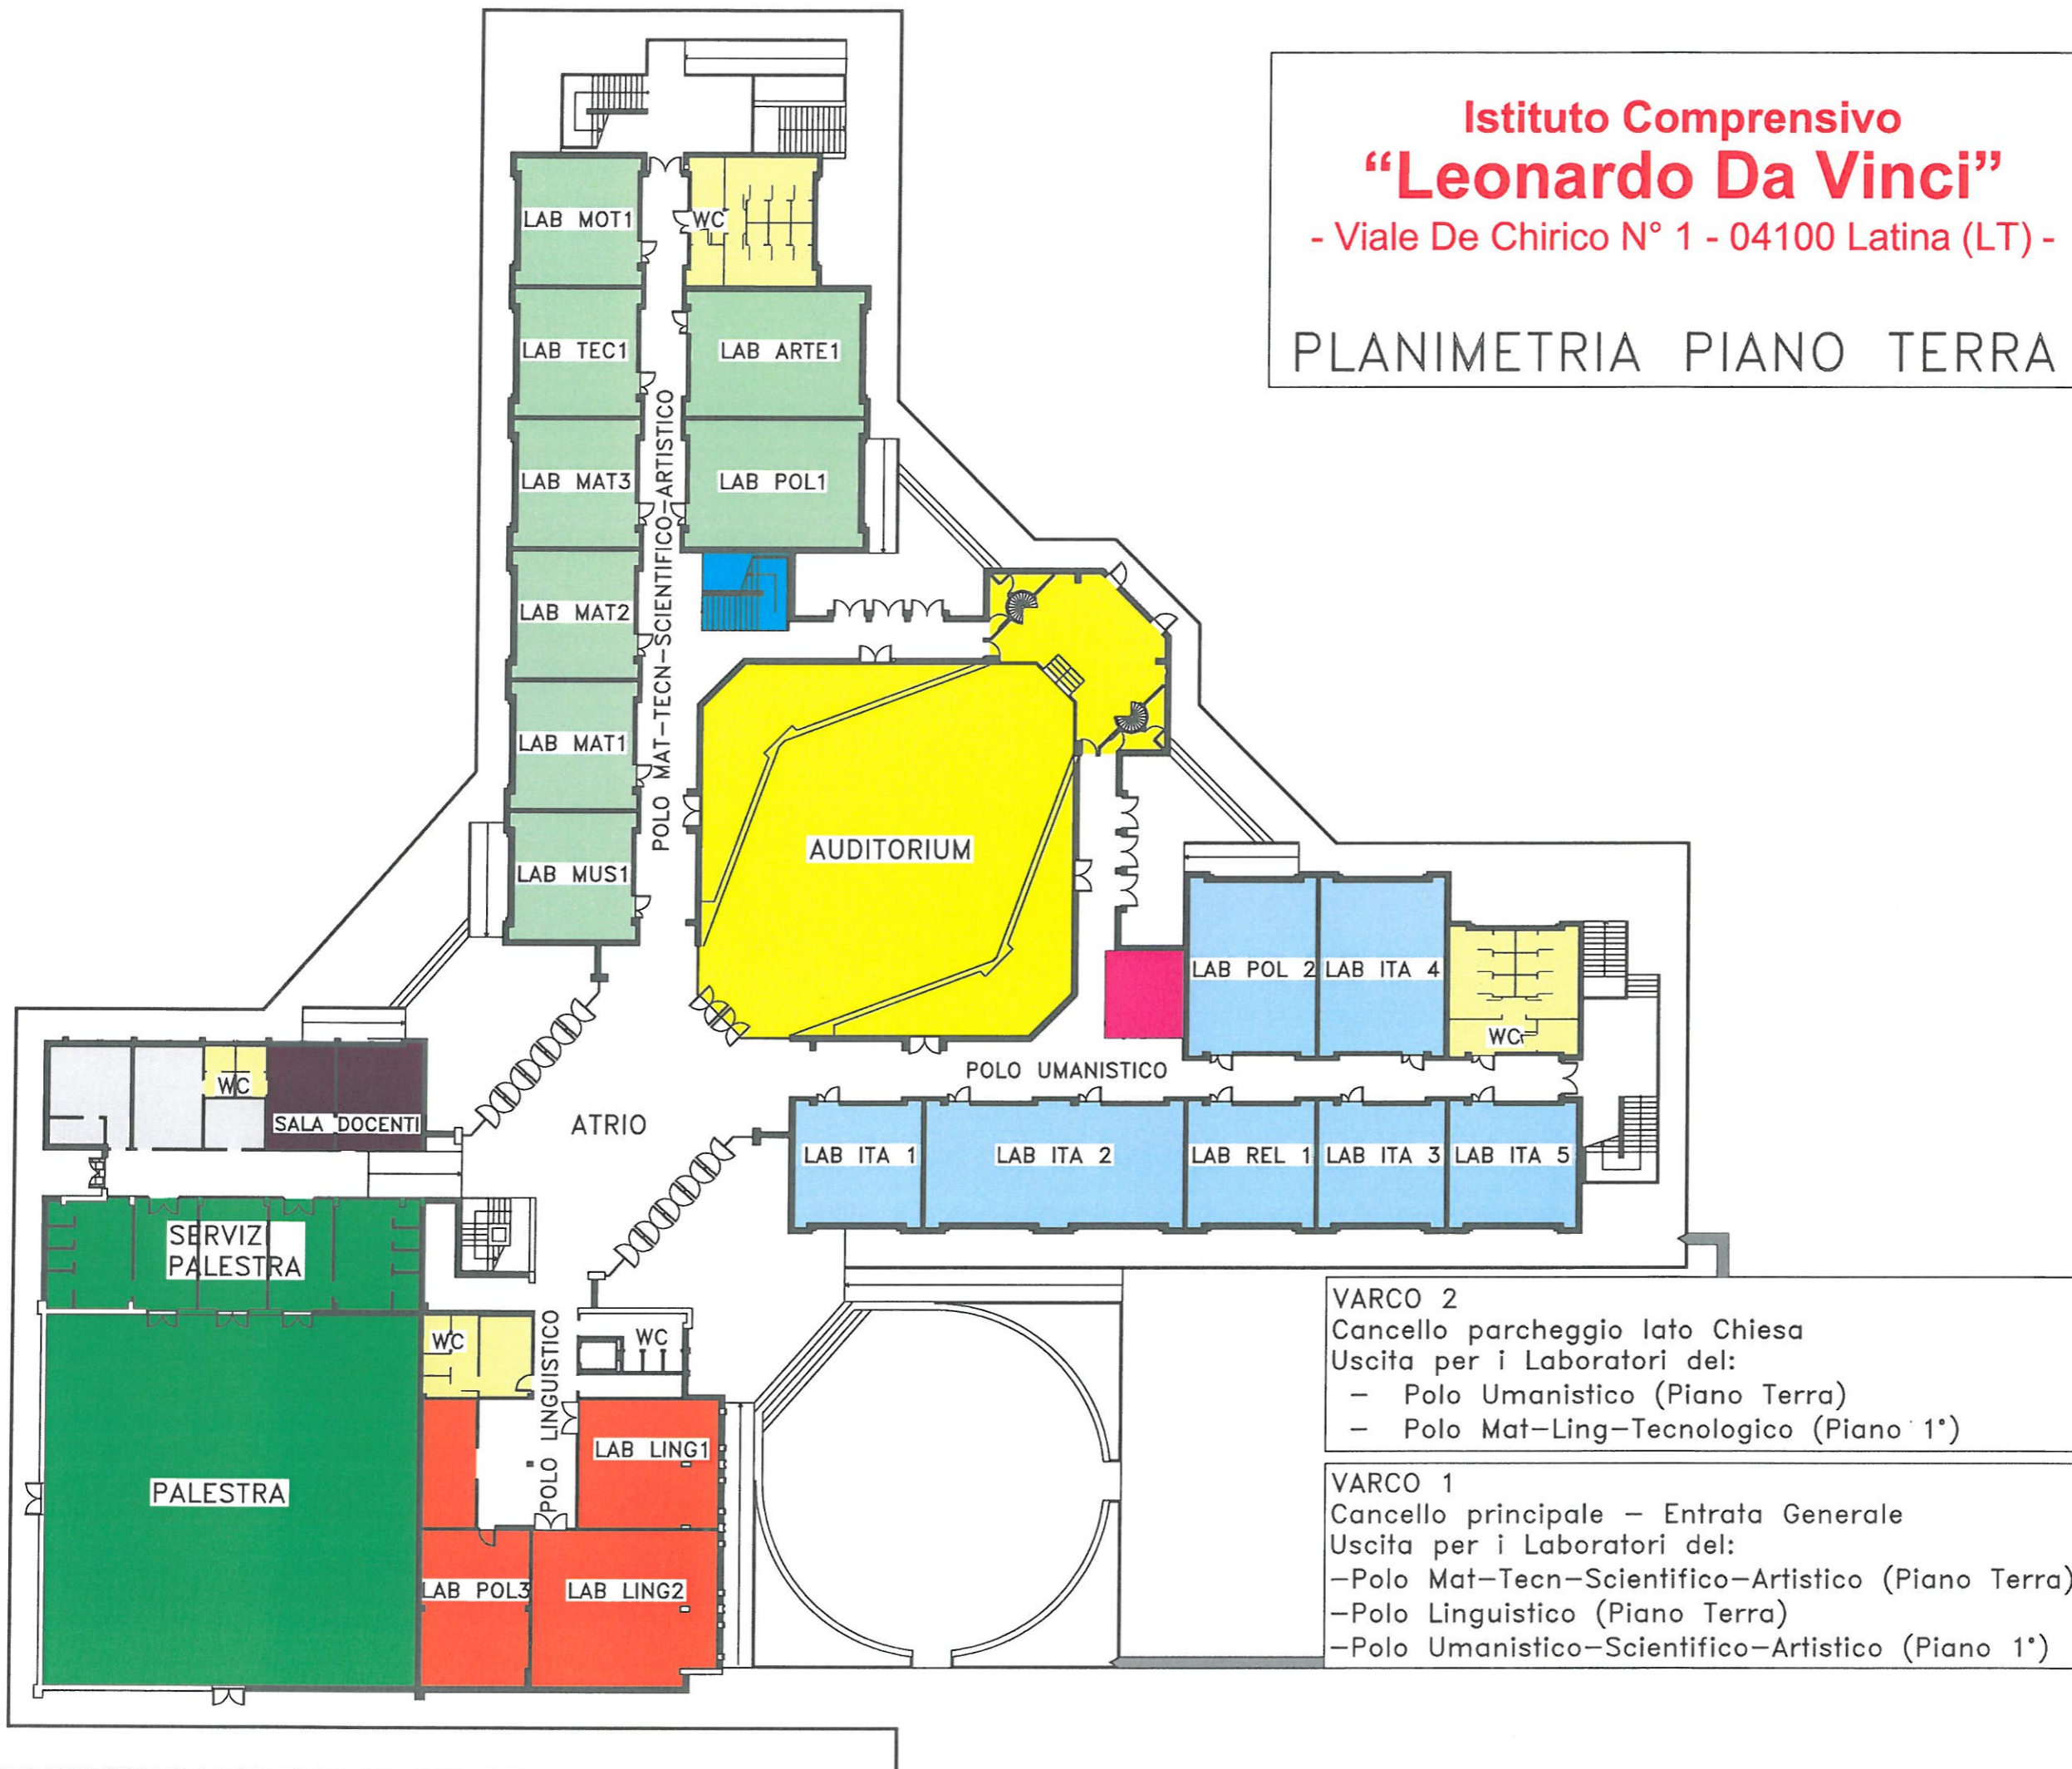 Istituto Comprensivo
“Leonardo Da Vinci”
- Viale De Chirico N° 1 - 04100 Latina (LT) -
PLANIMETRIA PIANO TERRA
LAB MOT1
WC
LAB TEC1
LAB ARTE1
LAB MAT3
LAB POL1
POLO MAT-TECN-SCIENTIFICO-ARTISTICO
LAB MAT2
LAB MAT1
LAB MUS1
AUDITORIUM
LAB POL 2
LAB ITA 4
WC
POLO UMANISTICO
WC
SALA DOCENTI
ATRIO
LAB ITA 1
LAB ITA 2
LAB REL 1
LAB ITA 3
LAB ITA 5
SERVIZI
PALESTRA
WC
WC
POLO LINGUISTICO
LAB LING1
PALESTRA
LAB POL3
LAB LING2
VARCO 2
Cancello parcheggio lato Chiesa
Uscita per i Laboratori del:
- Polo Umanistico (Piano Terra)
- Polo Mat-Ling-Tecnologico (Piano 1°)
VARCO 1
Cancello principale - Entrata Generale
Uscita per i Laboratori del:
-Polo Mat-Tecn-Scientifico-Artistico (Piano Terra)
-Polo Linguistico (Piano Terra)
-Polo Umanistico-Scientifico-Artistico (Piano 1°)